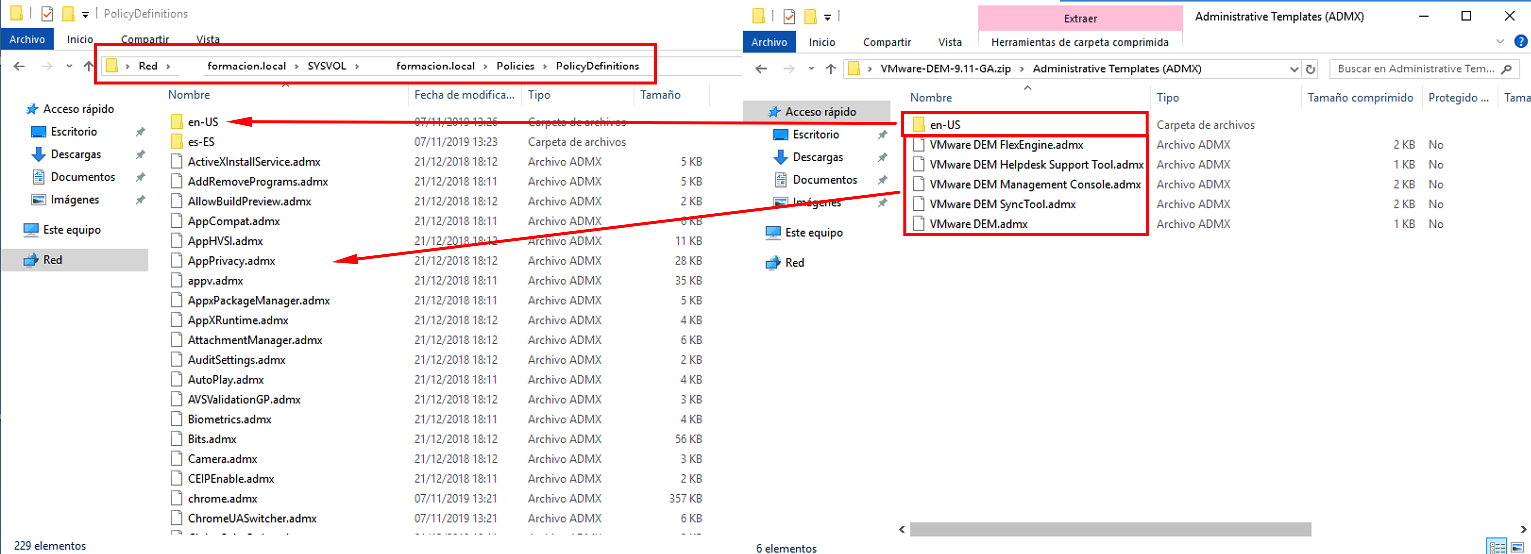 PolicyDefinitions
Archivo Inicio Compartir Vista
Red formacion.local SYSVOL formacion.local Policies PolicyDefinitions
Acceso rápido
Escritorio
Descargas
Documentos
Imágenes
Este equipo
Red
Nombre Fecha de modifica... Tipo Tamaño
en-US 07/11/2019 13:26 Carpeta de archivos
es-ES 07/11/2019 13:23 Carpeta de archivos
ActiveXInstallService.admx 21/12/2018 18:12 Archivo ADMX 5 KB
AddRemovePrograms.admx 21/12/2018 18:11 Archivo ADMX 5 KB
AllowBuildPreview.admx 21/12/2018 18:12 Archivo ADMX 2 KB
AppCompat.admx 21/12/2018 18:11 Archivo ADMX 6 KB
AppHVSI.admx 21/12/2018 18:12 Archivo ADMX 11 KB
AppPrivacy.admx 21/12/2018 18:12 Archivo ADMX 28 KB
appv.admx 21/12/2018 18:11 Archivo ADMX 35 KB
AppxPackageManager.admx 21/12/2018 18:11 Archivo ADMX 5 KB
AppXRuntime.admx 21/12/2018 18:12 Archivo ADMX 4 KB
AttachmentManager.admx 21/12/2018 18:12 Archivo ADMX 6 KB
AuditSettings.admx 21/12/2018 18:12 Archivo ADMX 2 KB
AutoPlay.admx 21/12/2018 18:11 Archivo ADMX 4 KB
AVSValidationGP.admx 21/12/2018 18:12 Archivo ADMX 3 KB
Biometrics.admx 21/12/2018 18:11 Archivo ADMX 4 KB
Bits.admx 21/12/2018 18:12 Archivo ADMX 56 KB
Camera.admx 21/12/2018 18:12 Archivo ADMX 3 KB
CEIPEnable.admx 21/12/2018 18:11 Archivo ADMX 2 KB
chrome.admx 07/11/2019 13:21 Archivo ADMX 357 KB
ChromeUASwitcher.admx 07/11/2019 13:21 Archivo ADMX 6 KB
229 elementos
Extraer Administrative Templates (ADMX)
Archivo Inicio Compartir Vista Herramientas de carpeta comprimida
VMware-DEM-9.11-GA.zip Administrative Templates (ADMX) Buscar en Administrative Tem...
Acceso rápido
Escritorio
Descargas
Documentos
Imágenes
Este equipo
Red
Nombre Tipo Tamaño comprimido Protegido ... Tama
en-US Carpeta de archivos
VMware DEM FlexEngine.admx Archivo ADMX 2 KB No
VMware DEM Helpdesk Support Tool.admx Archivo ADMX 1 KB No
VMware DEM Management Console.admx Archivo ADMX 2 KB No
VMware DEM SyncTool.admx Archivo ADMX 2 KB No
VMware DEM.admx Archivo ADMX 1 KB No
6 elementos